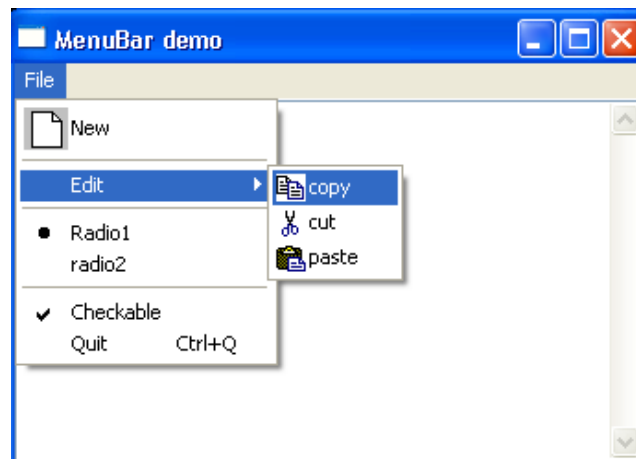 MenuBar demo
File
New
Edit
copy
cut
paste
Radio1
radio2
Checkable
Quit Ctrl+Q